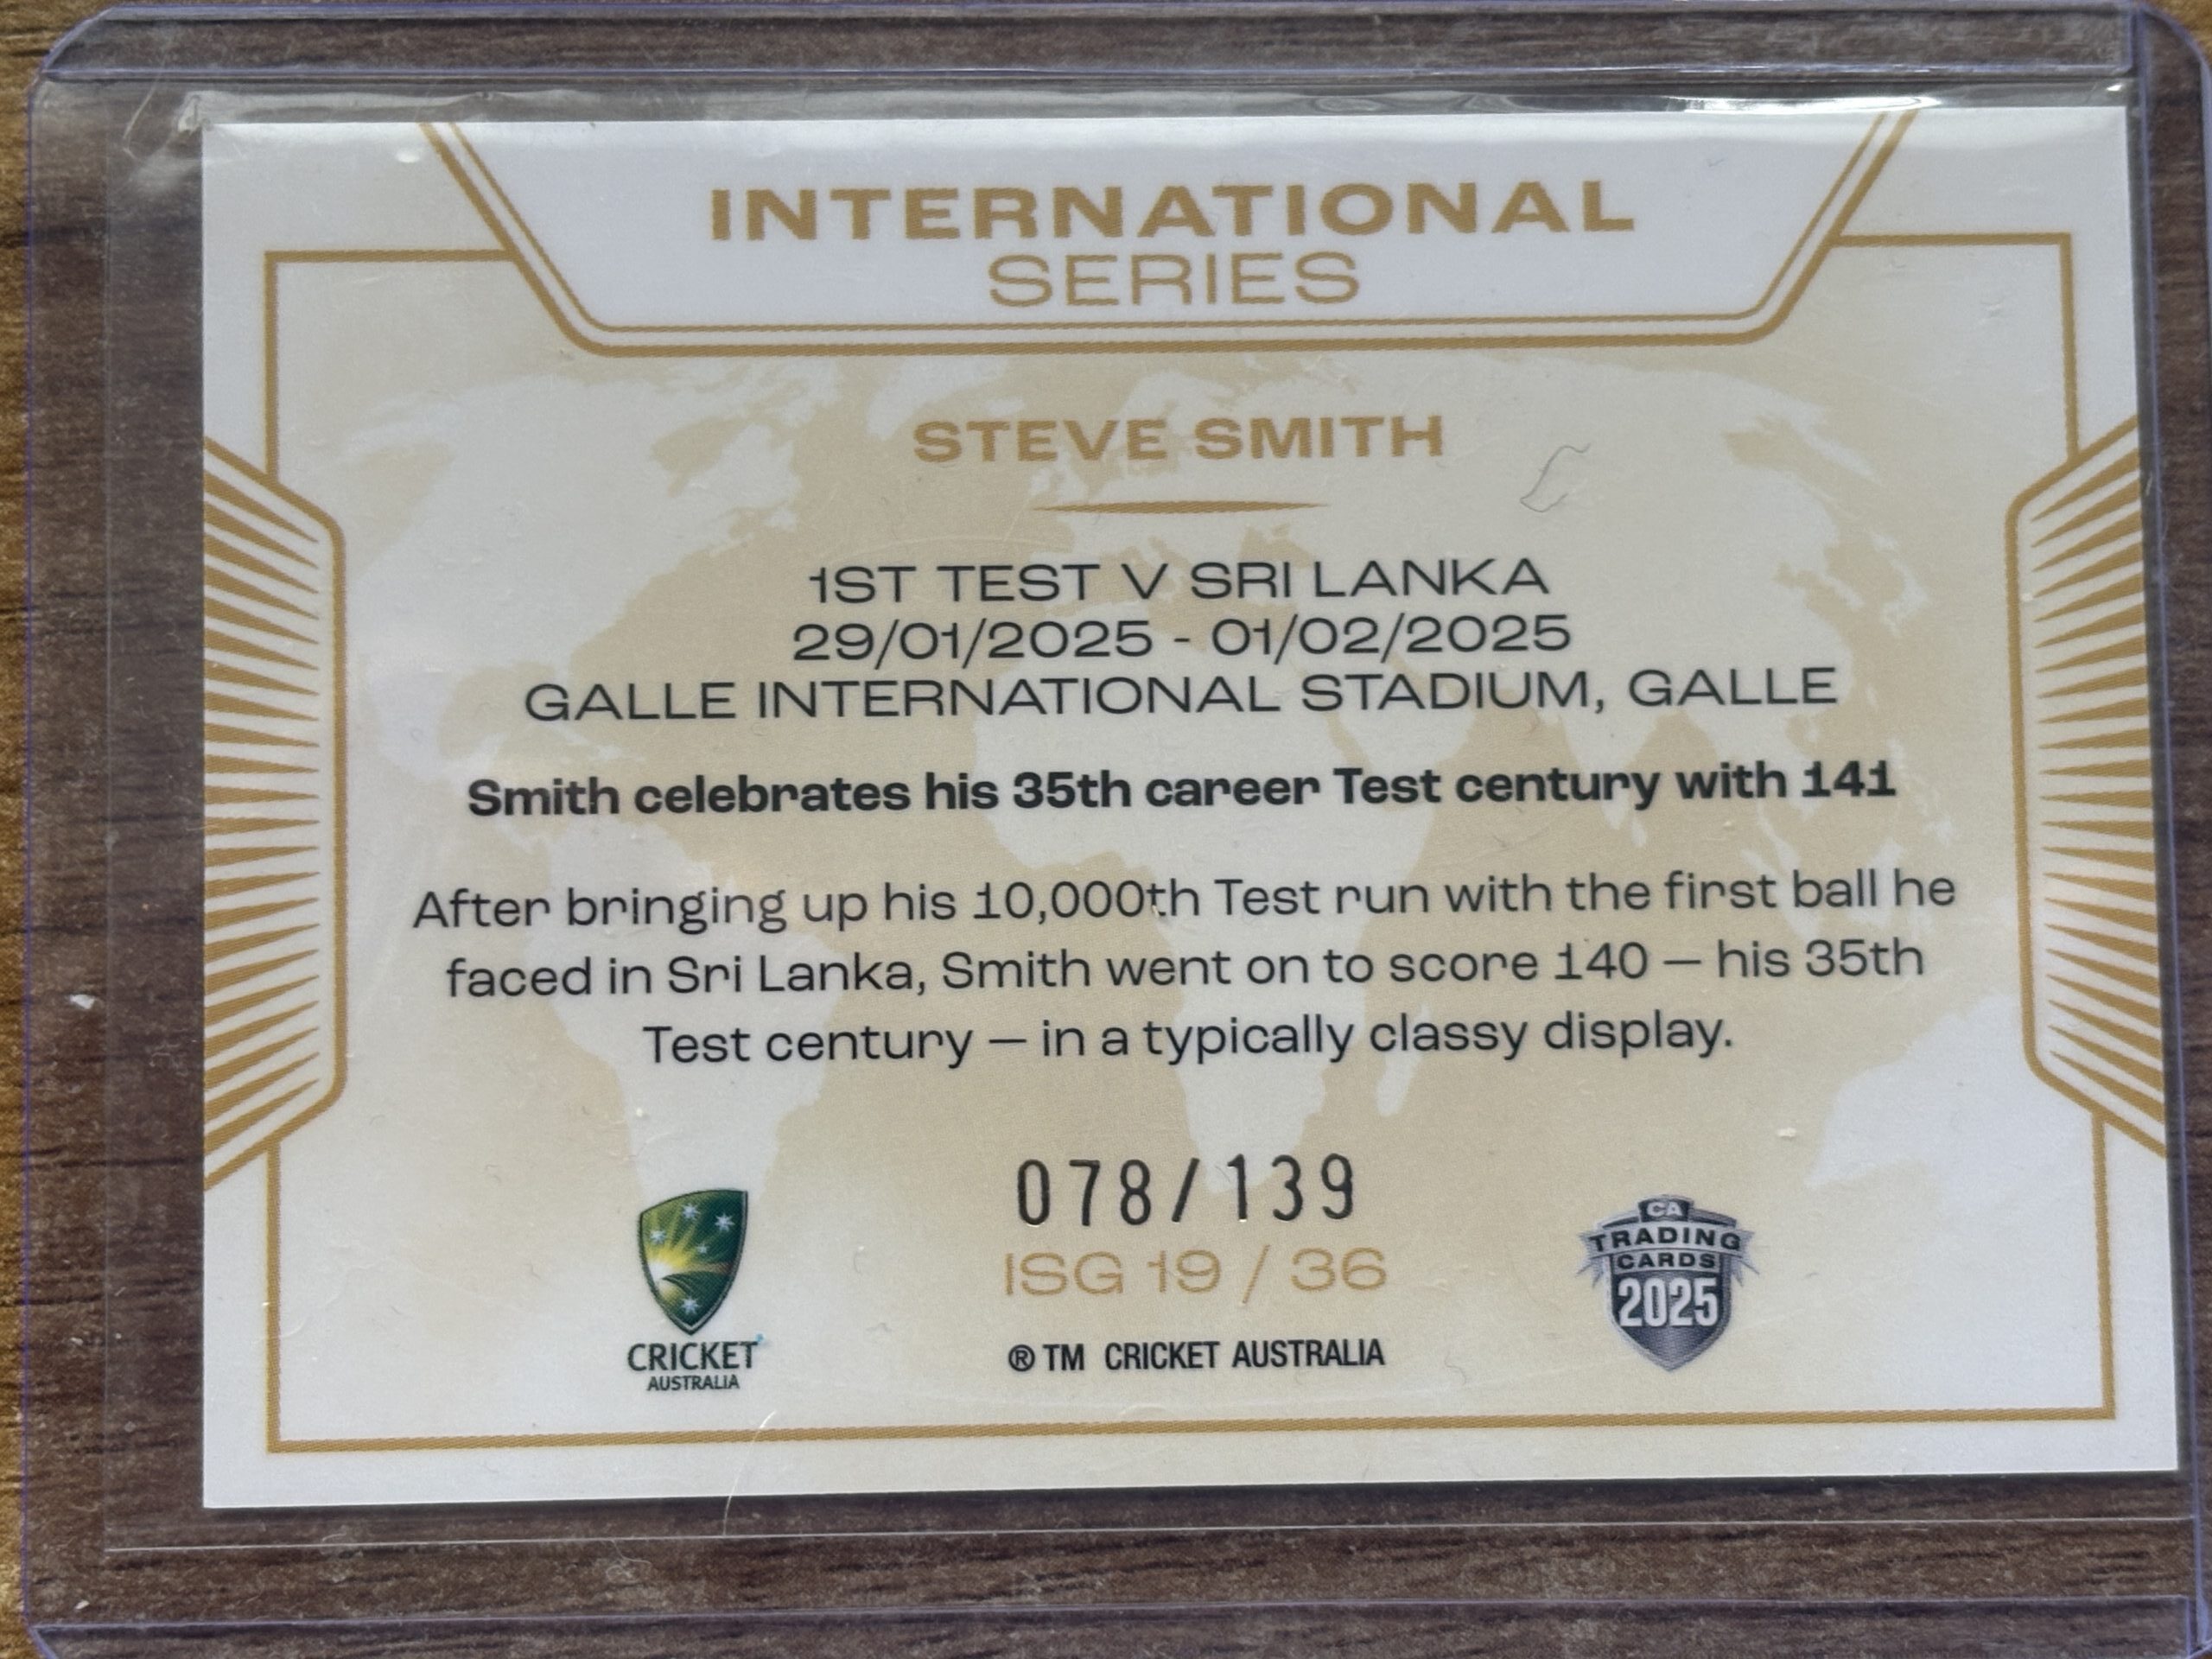 INTERNATIONAL
SERIES
STEVE SMITH
1ST TEST V SRI LANKA
29/01/2025 - 01/02/2025
GALLE INTERNATIONAL STADIUM, GALLE
Smith celebrates his 35th career Test century with 141
After bringing up his 10,000th Test run with the first ball he
faced in Sri Lanka, Smith went on to score 140 – his 35th
Test century – in a typically classy display.
078/139
ISG 19 / 36
® TM CRICKET AUSTRALIA
CRICKET
AUSTRALIA
CA
TRADING
CARDS
2025